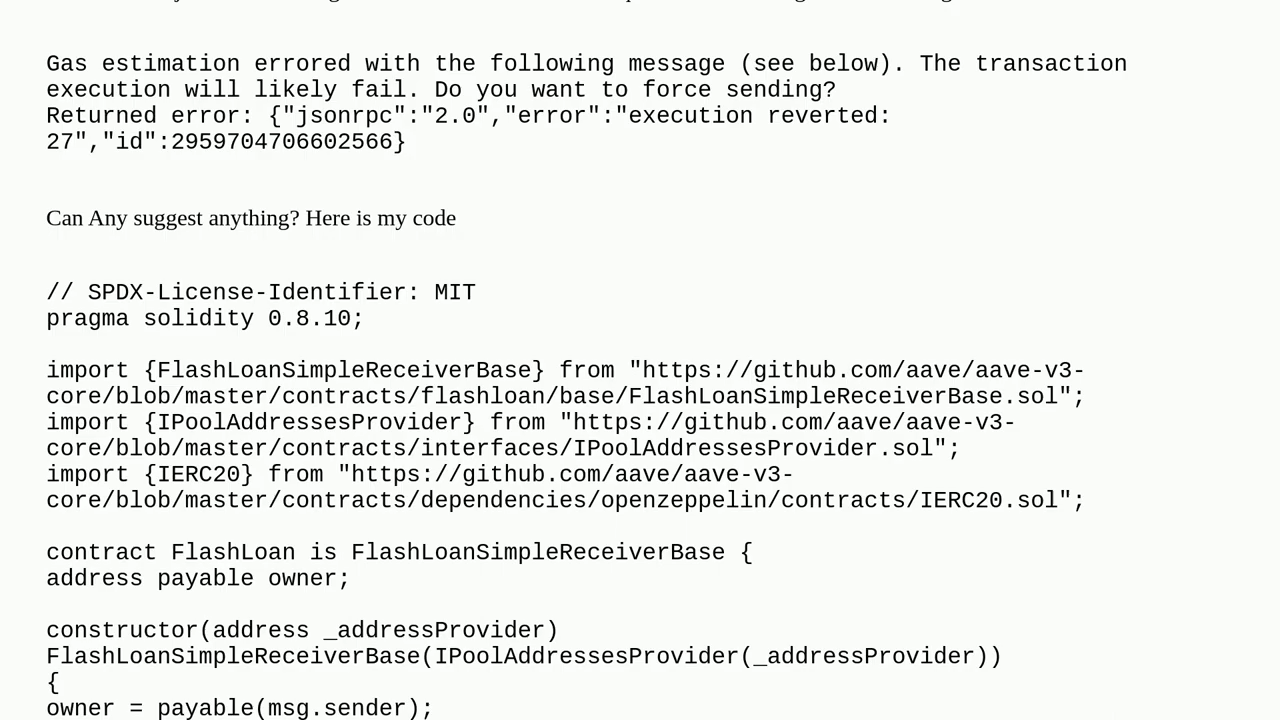 Gas estimation errored with the following message (see below). The transaction
execution will likely fail. Do you want to force sending?
Returned error: {"jsonrpc":"2.0","error":"execution reverted:
27","id":2959704706602566}
Can Any suggest anything? Here is my code
// SPDX-License-Identifier: MIT
pragma solidity 0.8.10;
import {FlashLoanSimpleReceiverBase} from "https://github.com/aave/aave-v3-
core/blob/master/contracts/flashloan/base/FlashLoanSimpleReceiverBase.sol";
import {IPoolAddressesProvider} from "https://github.com/aave/aave-v3-
core/blob/master/contracts/interfaces/IPoolAddressesProvider.sol";
import {IERC20} from "https://github.com/aave/aave-v3-
core/blob/master/contracts/dependencies/openzeppelin/contracts/IERC20.sol";
contract FlashLoan is FlashLoanSimpleReceiverBase {
address payable owner;
constructor(address _addressProvider)
FlashLoanSimpleReceiverBase(IPoolAddressesProvider(_addressProvider))
{
owner = payable(msg.sender);